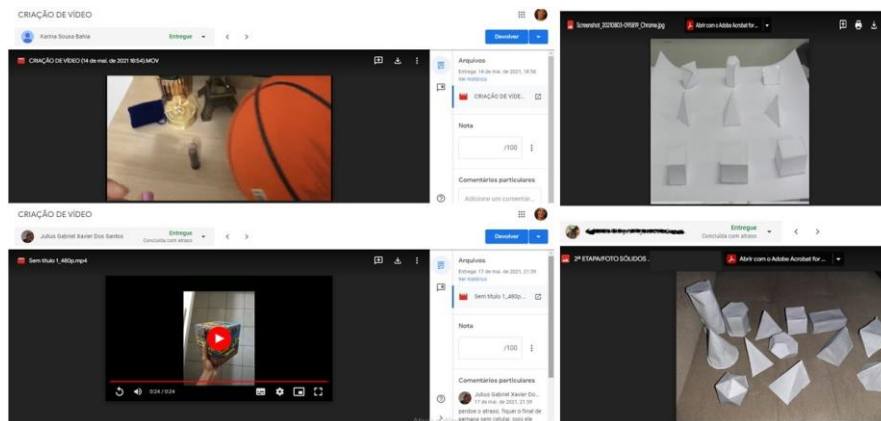 CRIAÇÃO DE VÍDEO
Karina Sousa Bahia
Entregue
Devolver
CRIAÇÃO DE VÍDEO (14 de mai. de 2021 18:54).MOV
Arquivos
Entrega: 14 de mai. de 2021, 18:56
Ver histórico
CRIAÇÃO DE VÍDE...
Nota
/100
Comentários particulares
Adicione um comentár...
Screenshot_20210803-095819_Chrome.jpg
Abrir com o Adobe Acrobat for ...
CRIAÇÃO DE VÍDEO
Julius Gabriel Xavier Dos Santos
Entregue
Concluída com atraso
Devolver
Sem título 1_480p.mp4
0:24 / 0:24
Arquivos
Entrega: 17 de mai. de 2021, 21:39
Ver histórico
Sem título 1_480p...
Nota
/100
Comentários particulares
Julius Gabriel Xavier Do...
17 de mai. de 2021, 21:39
perdoe o atraso, fiquei o final de
semana sem celular, pois ele
Entregue
Concluída com atraso
2ª ETAPA/FOTO SÓLIDOS .
Abrir com o Adobe Acrobat for ...